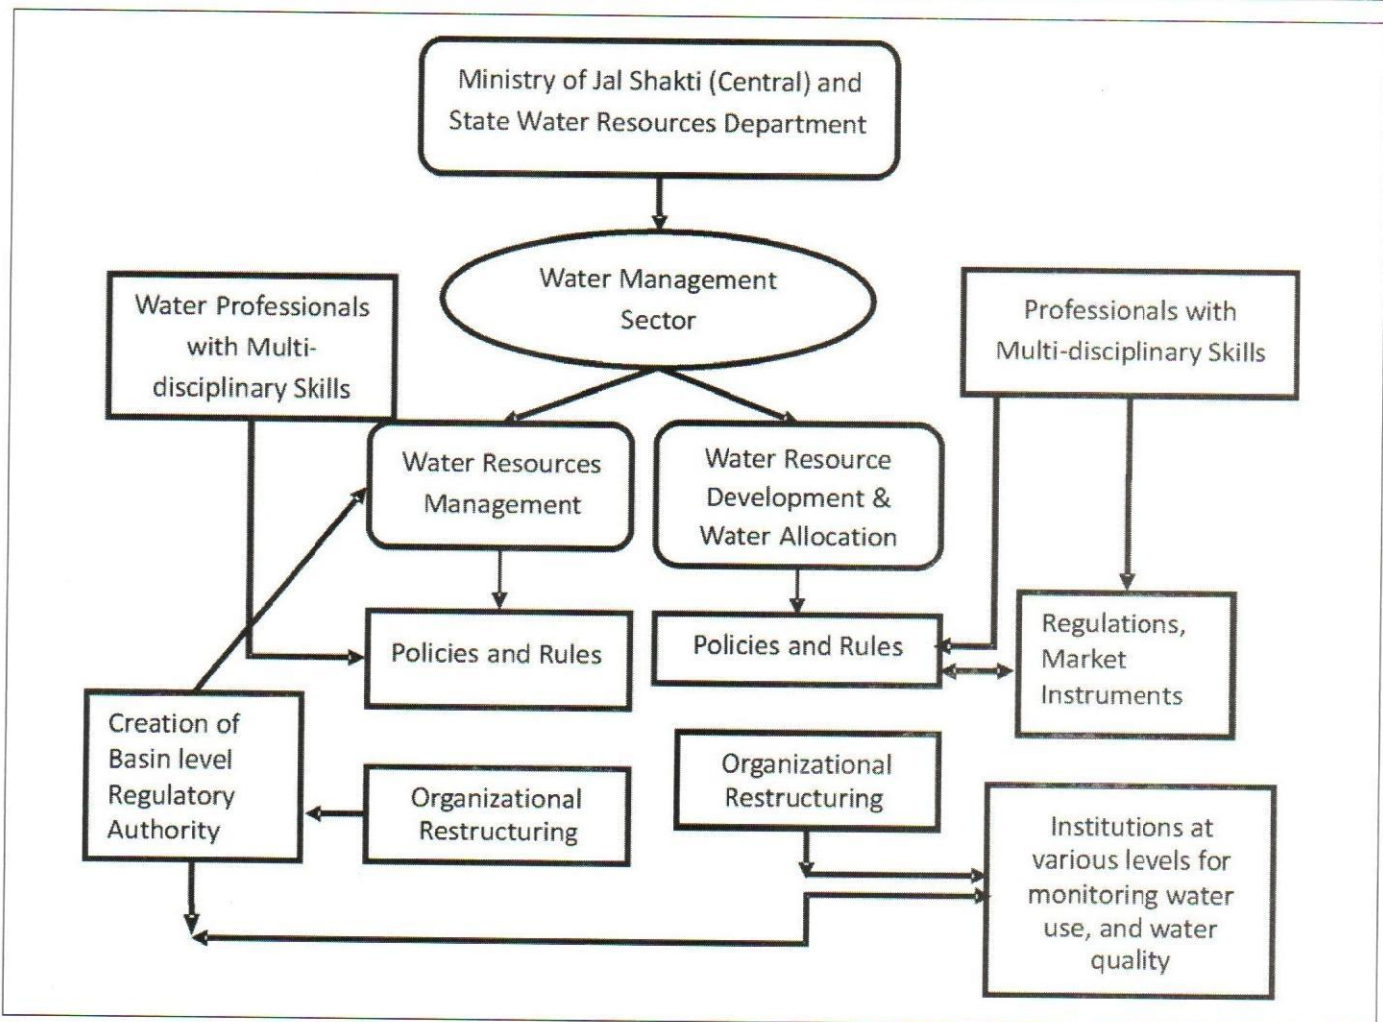 Ministry of Jal Shakti (Central) and
State Water Resources Department
Water Management
Sector
Water Professionals
with Multi-
disciplinary Skills
Professionals with
Multi-disciplinary Skills
Water Resources
Management
Water Resource
Development &
Water Allocation
Policies and Rules
Policies and Rules
Regulations,
Market
Instruments
Creation of
Basin level
Regulatory
Authority
Organizational
Restructuring
Organizational
Restructuring
Institutions at
various levels for
monitoring water
use, and water
quality